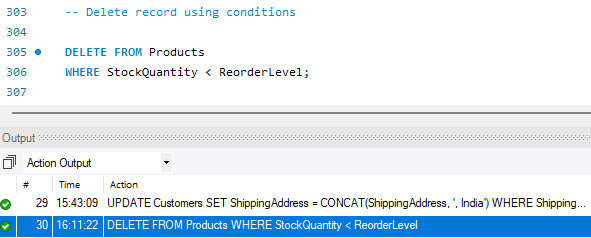 303 -- Delete record using conditions
304
305 DELETE FROM Products
306 WHERE StockQuantity < ReorderLevel;
307
Output
Action Output
# Time Action
29 15:43:09 UPDATE Customers SET ShippingAddress = CONCAT(ShippingAddress, ', India') WHERE Shipping...
30 16:11:22 DELETE FROM Products WHERE StockQuantity < ReorderLevel